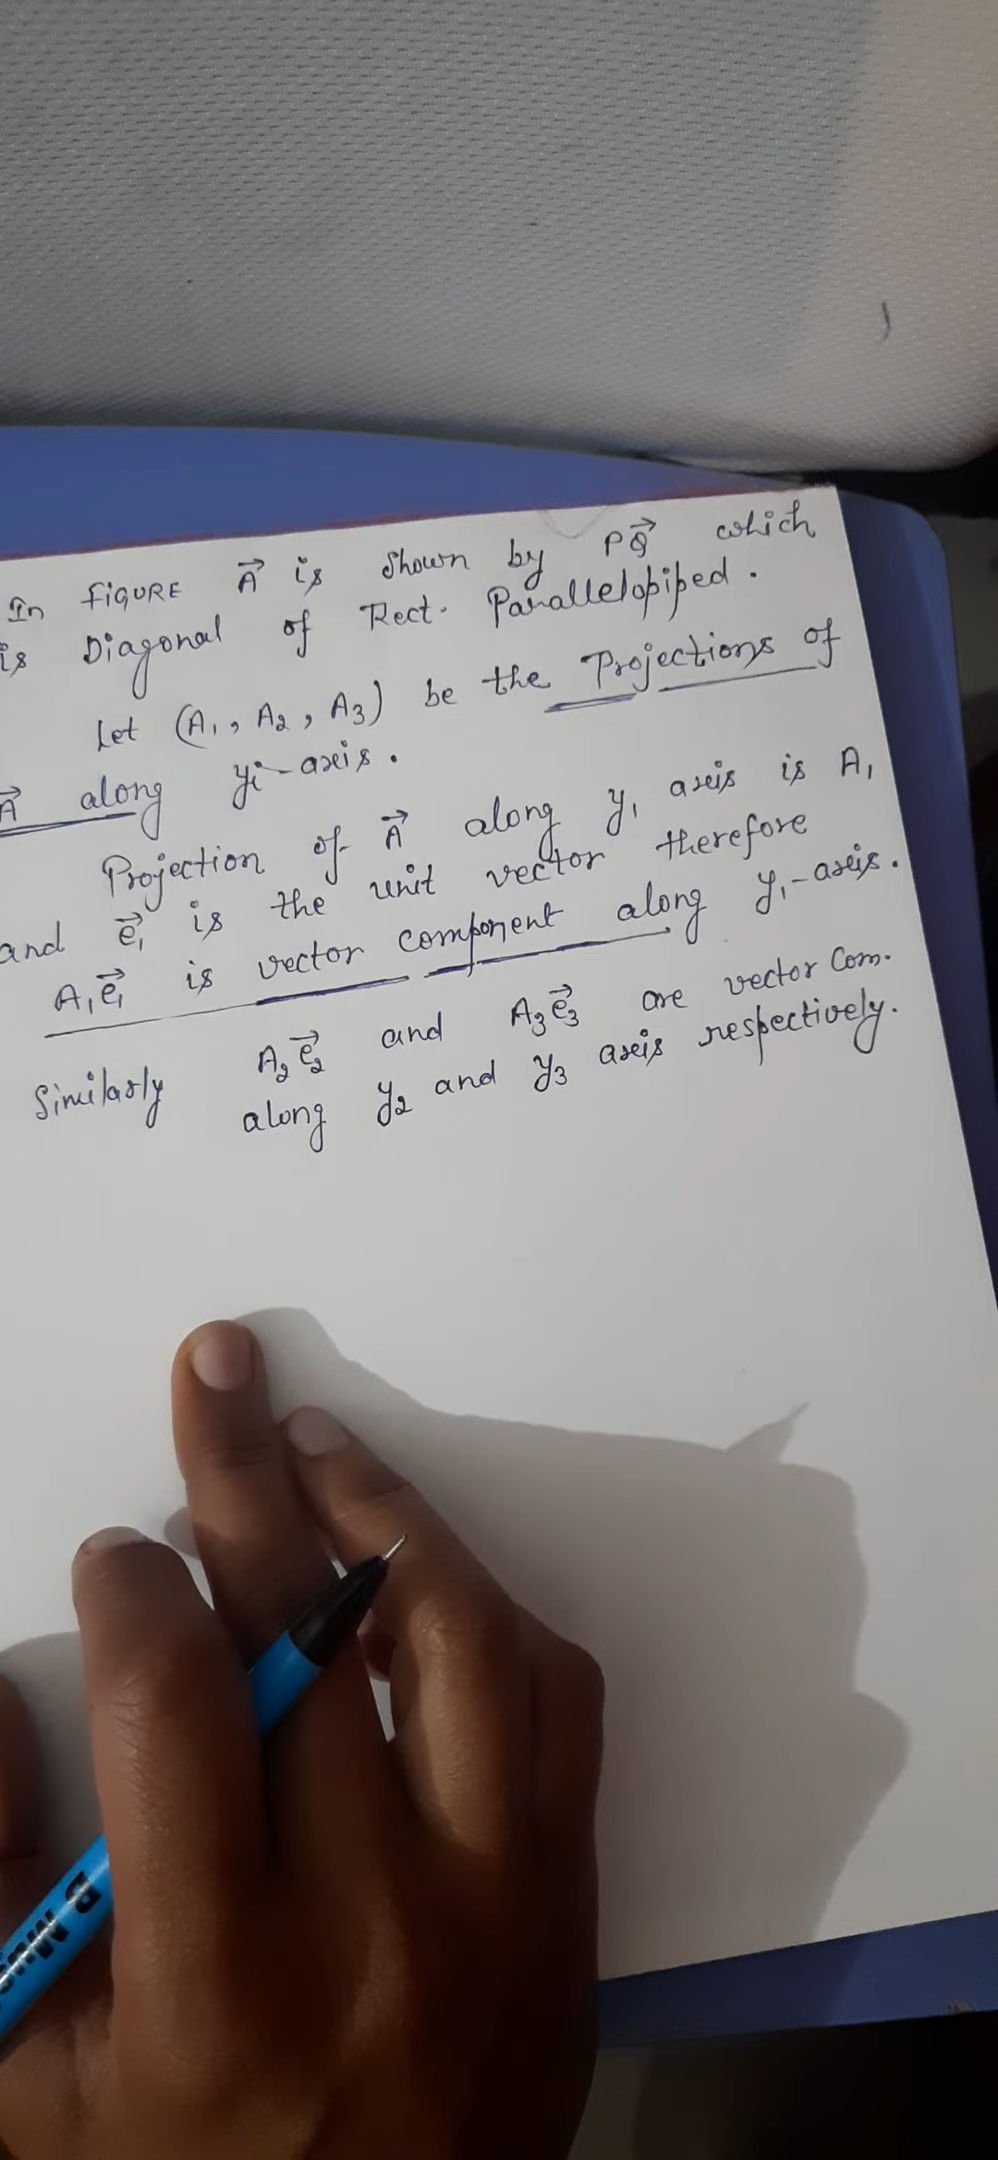 In FIGURE A⃗ is shown by PQ⃗ which
is Diagonal of Rect. Parallelopiped.
Let (A₁, A₂, A₃) be the Projections of
A⃗ along yᵢ-axis.
Projection of A⃗ along y₁ axis is A₁
and e⃗₁ is the unit vector therefore
A₁e⃗₁ is vector component along y₁-axis.
Similarly A₂e⃗₂ and A₃e⃗₃ are vector Com.
along y₂ and y₃ axis respectively.